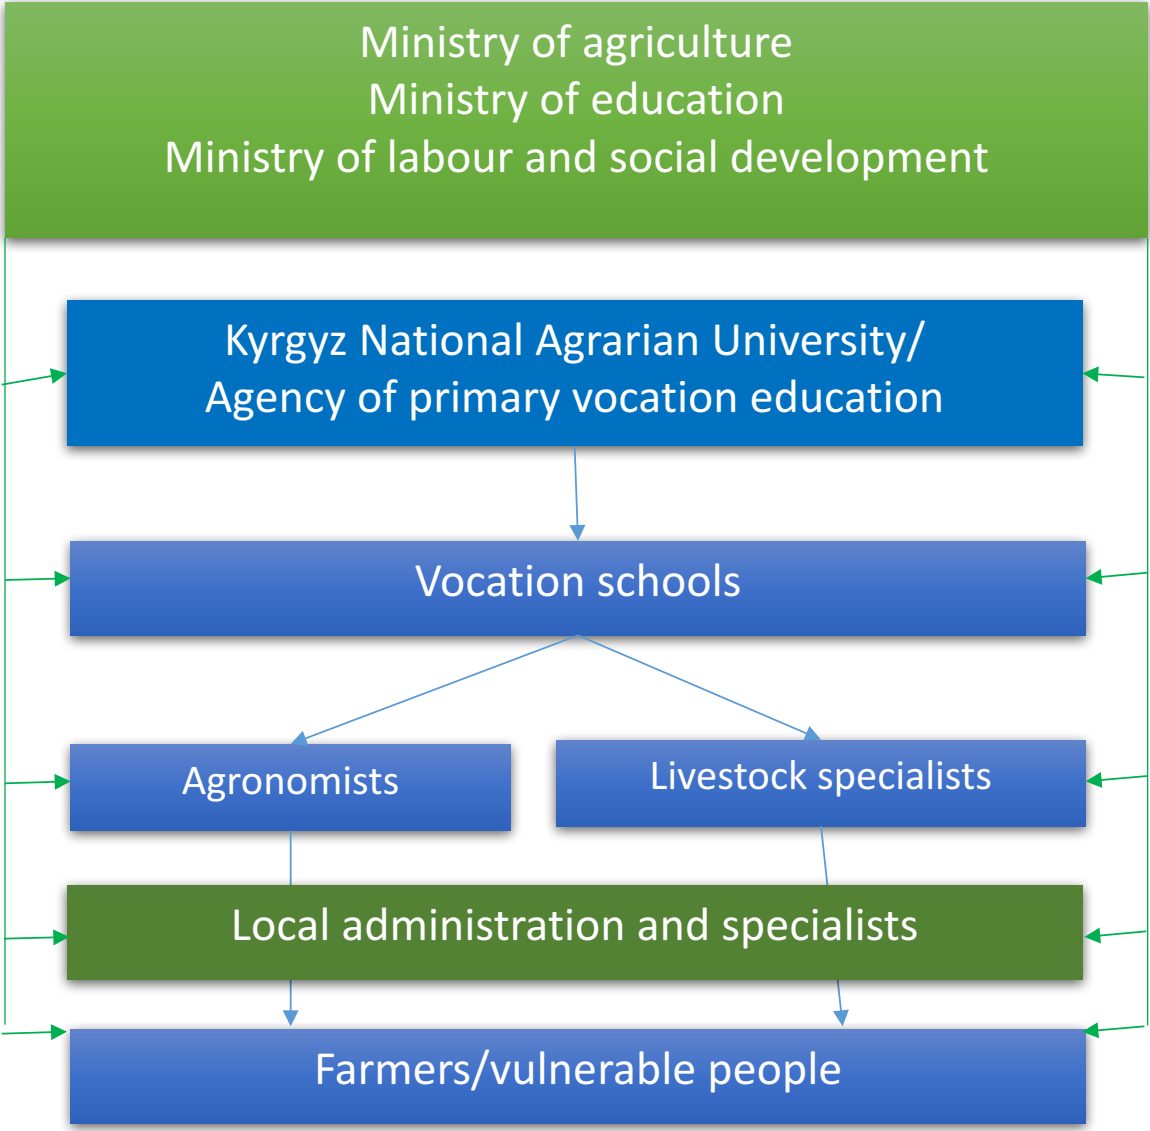 Ministry of agriculture
Ministry of education
Ministry of labour and social development
Kyrgyz National Agrarian University/
Agency of primary vocation education
Vocation schools
Agronomists
Livestock specialists
Local administration and specialists
Farmers/vulnerable people